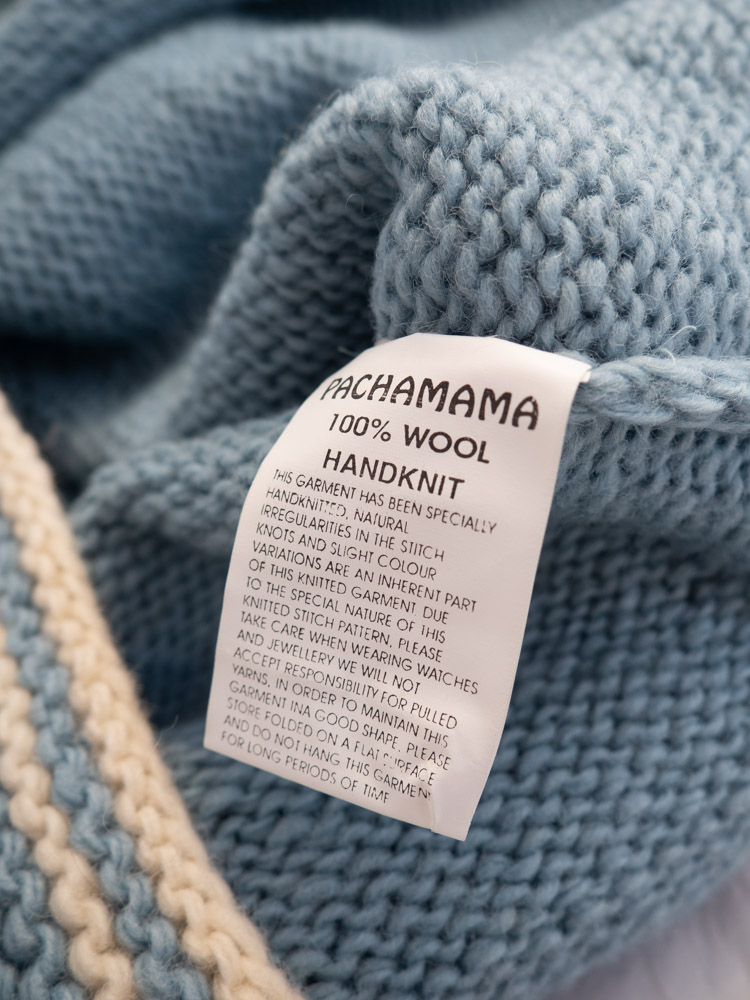 PACHAMAMA
100% WOOL
HANDKNIT
THIS GARMENT HAS BEEN SPECIALLY
HANDKNITTED. NATURAL
IRREGULARITIES IN THE STITCH
KNOTS AND SLIGHT COLOUR
VARIATIONS ARE AN INHERENT PART
OF THIS KNITTED GARMENT DUE
TO THE SPECIAL NATURE OF THIS
KNITTED STITCH PATTERN, PLEASE
TAKE CARE WHEN WEARING WATCHES
AND JEWELLERY WE WILL NOT
ACCEPT RESPONSIBILITY FOR PULLED
YARNS, IN ORDER TO MAINTAIN THIS
GARMENT INA GOOD SHAPE, PLEASE
STORE FOLDED ON A FLAT SURFACE
AND DO NOT HANG THIS GARMENT
FOR LONG PERIODS OF TIME